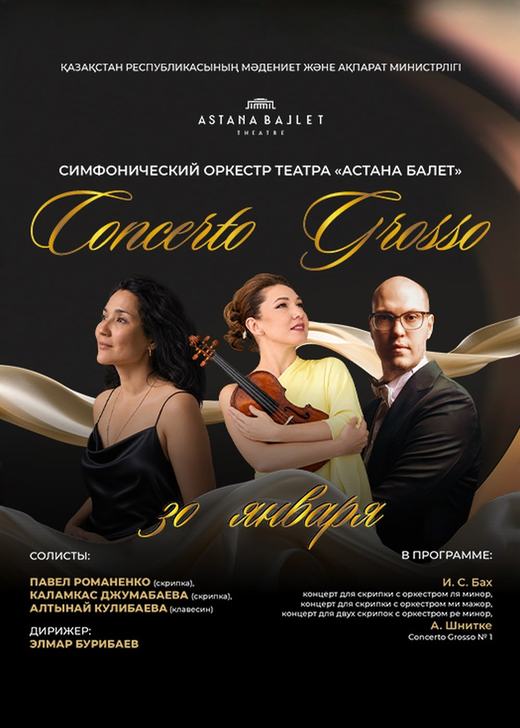 ҚАЗАҚСТАН РЕСПУБЛИКАСЫНЫҢ МӘДЕНИЕТ ЖӘНЕ АҚПАРАТ МИНИСТРЛІГІ
ASTANA BALLET
THEATRE
СИМФОНИЧЕСКИЙ ОРКЕСТР ТЕАТРА «АСТАНА БАЛЕТ»
Concerto Grosso
30 января
СОЛИСТЫ:
ПАВЕЛ РОМАНЕНКО (скрипка),
КАЛАМКАС ДЖУМАБАЕВА (скрипка),
АЛТЫНАЙ КУЛИБАЕВА (клавесин)
ДИРИЖЕР:
ЭЛМАР БУРИБАЕВ
В ПРОГРАММЕ:
И. С. Бах
концерт для скрипки с оркестром ля минор,
концерт для скрипки с оркестром ми мажор,
концерт для двух скрипок с оркестром ре минор,
А. Шнитке
Concerto Grosso № 1